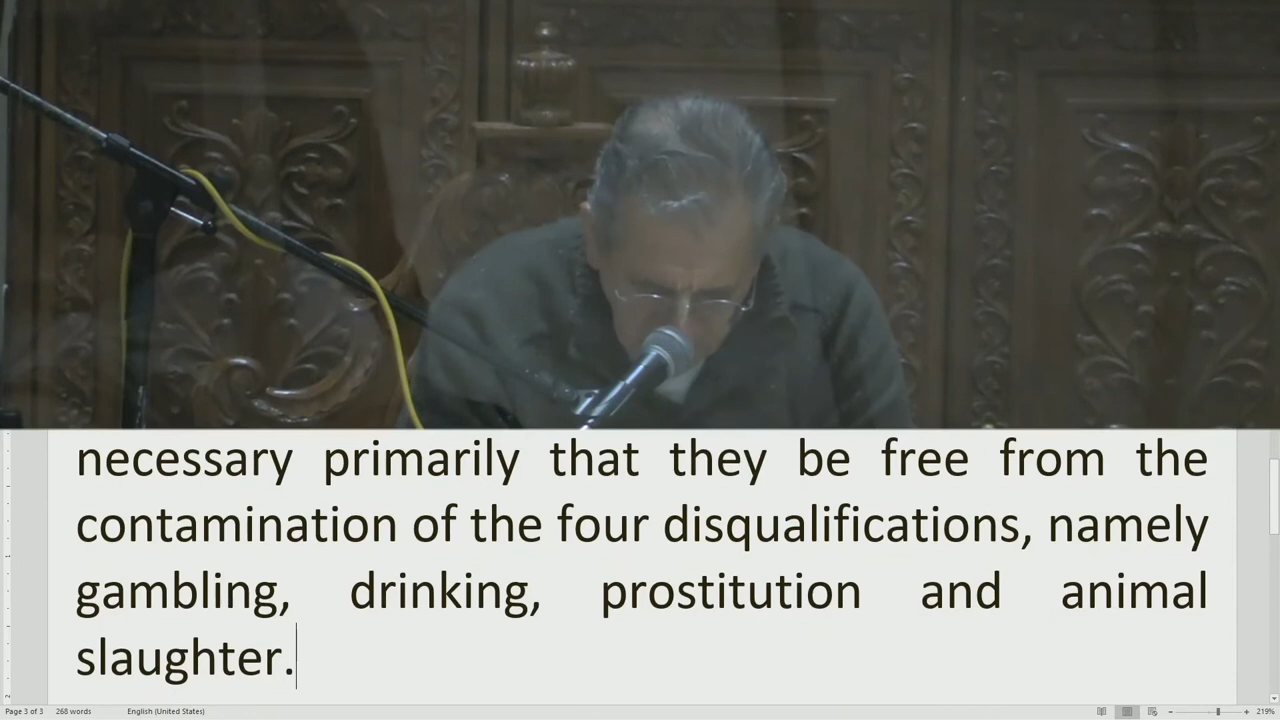 necessary primarily that they be free from the
contamination of the four disqualifications, namely
gambling, drinking, prostitution and animal
slaughter.
Page 3 of 3 268 words English (United States) 219%